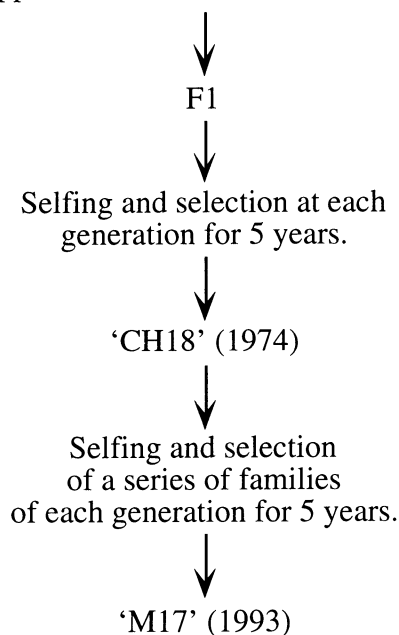 F1
Selfing and selection at each
generation for 5 years.
‘CH18’ (1974)
Selfing and selection
of a series of families
of each generation for 5 years.
‘M17’ (1993)